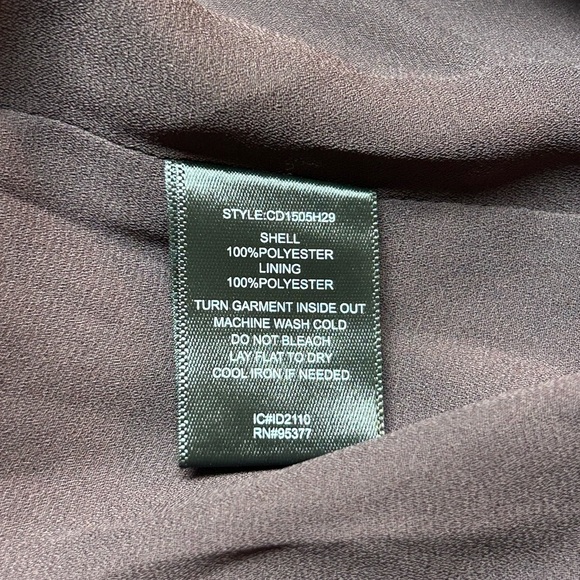 STYLE:CD1505H29
SHELL
100%POLYESTER
LINING
100%POLYESTER
TURN GARMENT INSIDE OUT
MACHINE WASH COLD
DO NOT BLEACH
LAY FLAT TO DRY
COOL IRON IF NEEDED
IC#ID2110
RN#95377